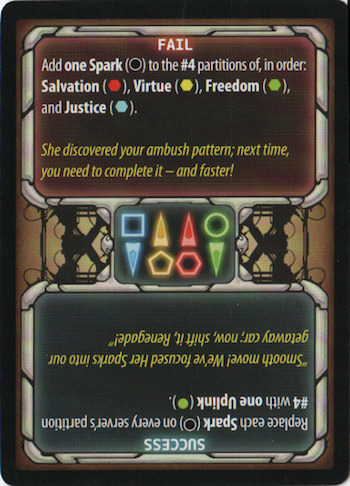 FAIL
Add one Spark () to the #4 partitions of, in order:
Salvation (), Virtue (), Freedom (),
and Justice ().
She discovered your ambush pattern; next time,
you need to complete it – and faster!
SUCCESS
Replace each Spark () on every server's partition
#4 with one Uplink ().
"Smooth move! We've focused Her Sparks into our
getaway car, now, shift it, Renegade!"